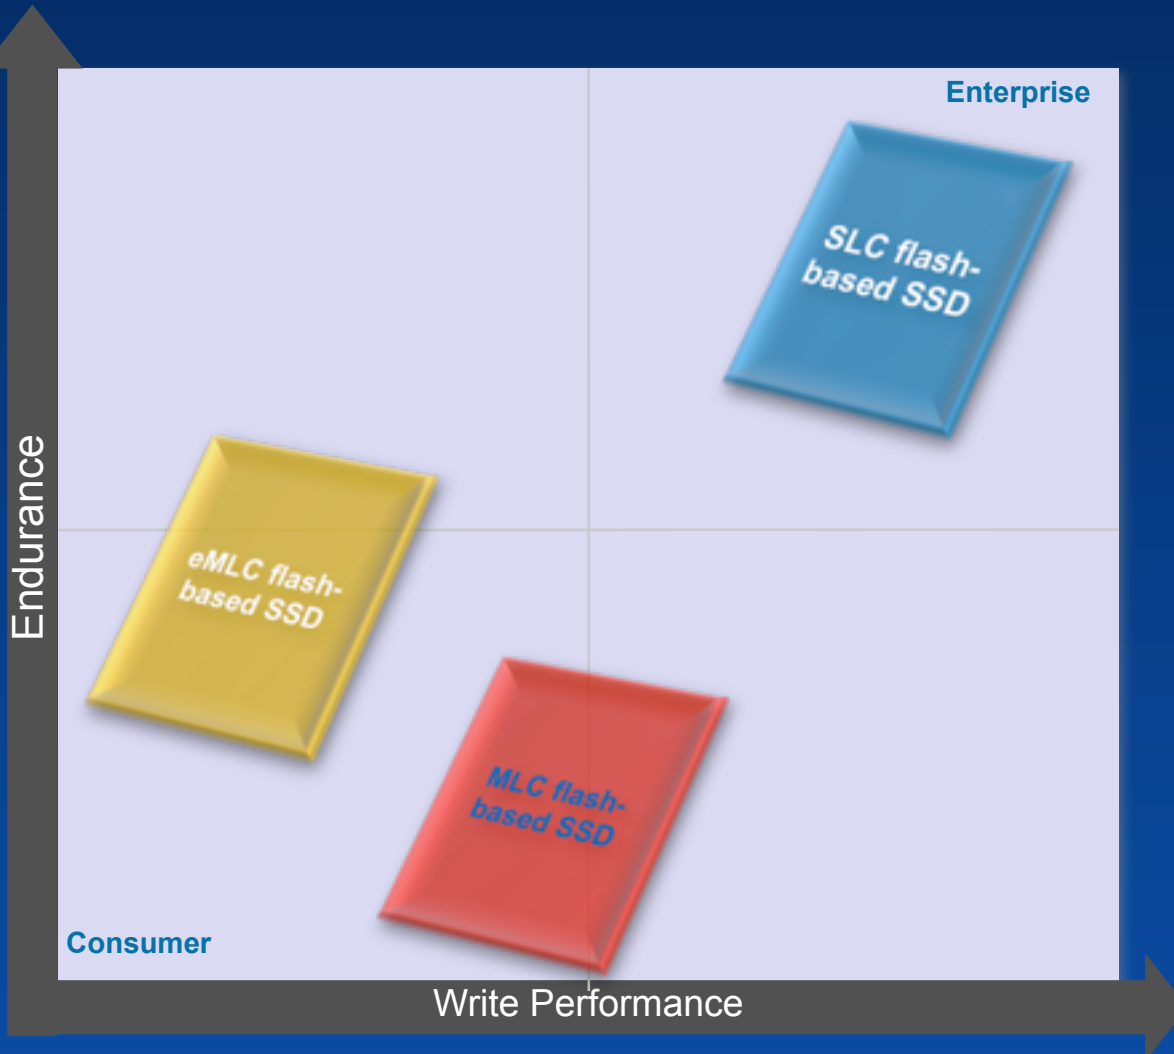 Enterprise
SLC flash-
based SSD
Endurance
eMLC flash-
based SSD
MLC flash-
based SSD
Consumer
Write Performance